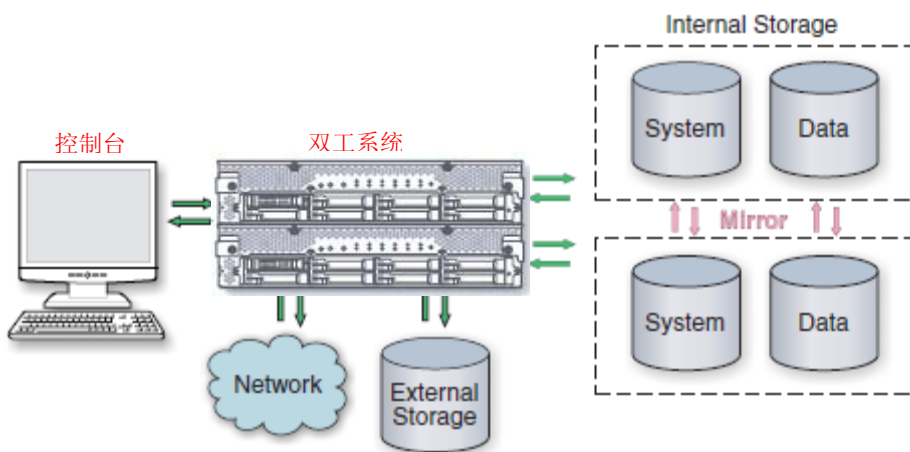 Internal Storage
System
Data
控制台
双工系统
Mirror
System
Data
Network
External
Storage